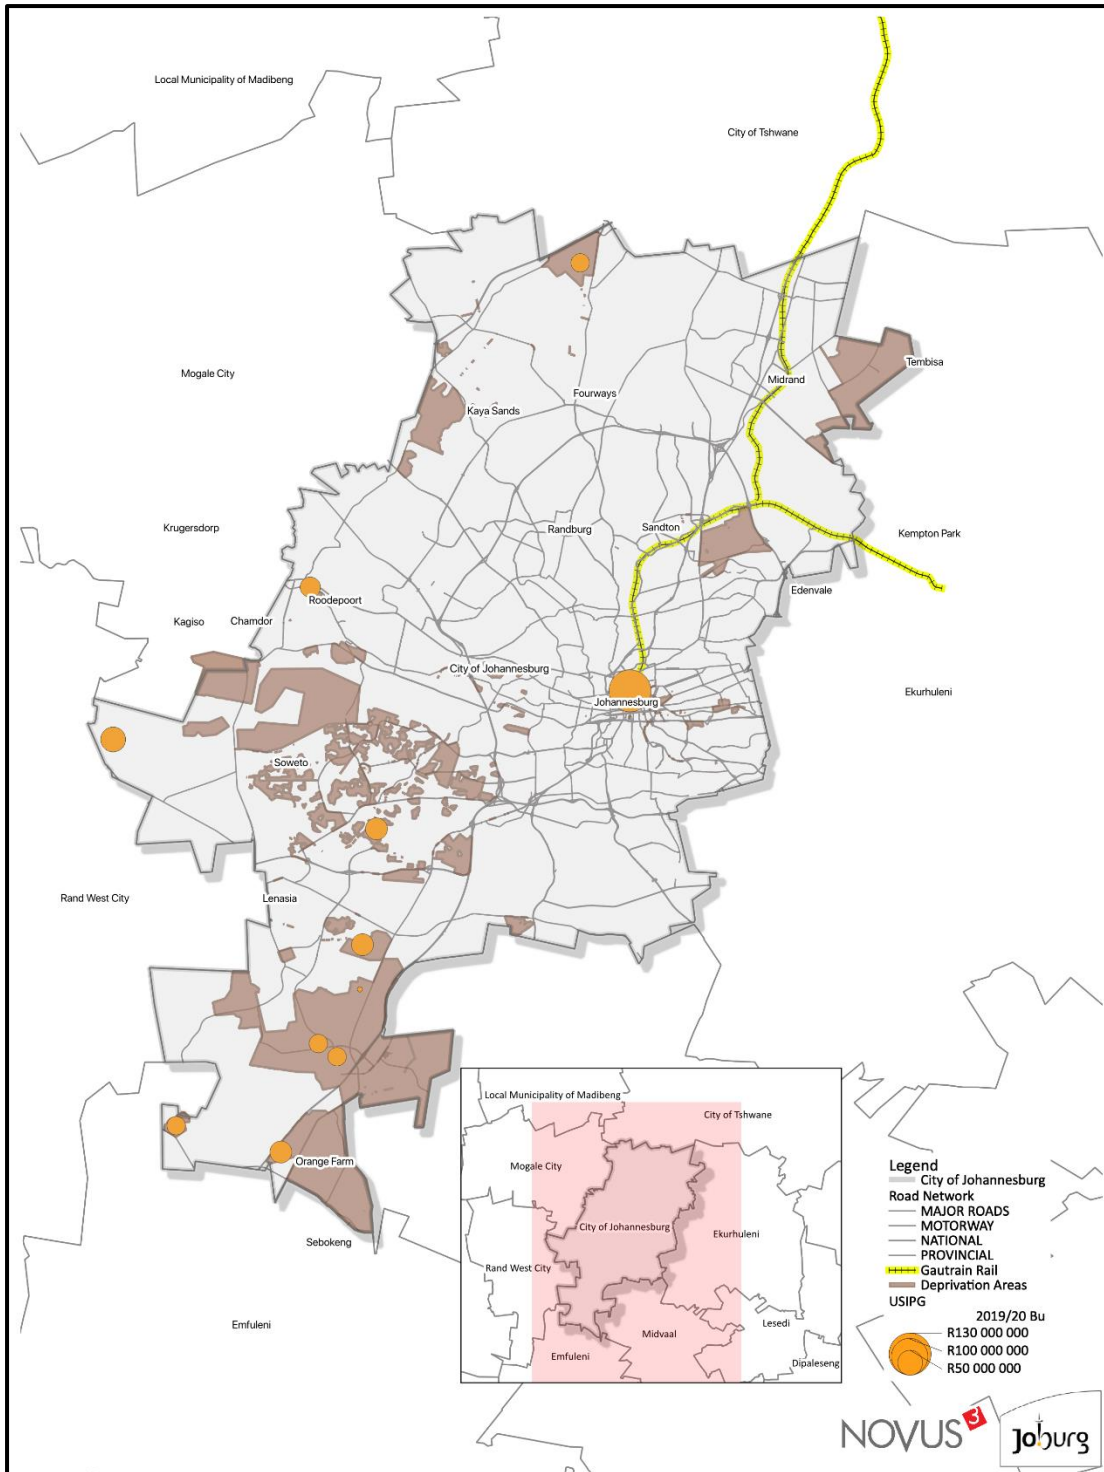 Local Municipality of Madibeng
City of Tshwane
Tembisa
Mogale City
Midrand
Fourways
Kaya Sands
Krugersdorp
Randburg
Sandton
Kempton Park
Edenvale
Roodepoort
Kagiso
Chamdor
City of Johannesburg
Ekurhuleni
Johannesburg
Soweto
Rand West City
Lenasia
Orange Farm
Sebokeng
Emfuleni
Local Municipality of Madibeng
City of Tshwane
Mogale City
City of Johannesburg
Ekurhuleni
Rand West City
Lesedi
Midvaal
Emfuleni
Dipaleseng
Legend
City of Johannesburg
Road Network
MAJOR ROADS
MOTORWAY
NATIONAL
PROVINCIAL
Gautrain Rail
Deprivation Areas
USIPG
2019/20 Bu
R130 000 000
R100 000 000
R50 000 000
NOVUS3
Joburg